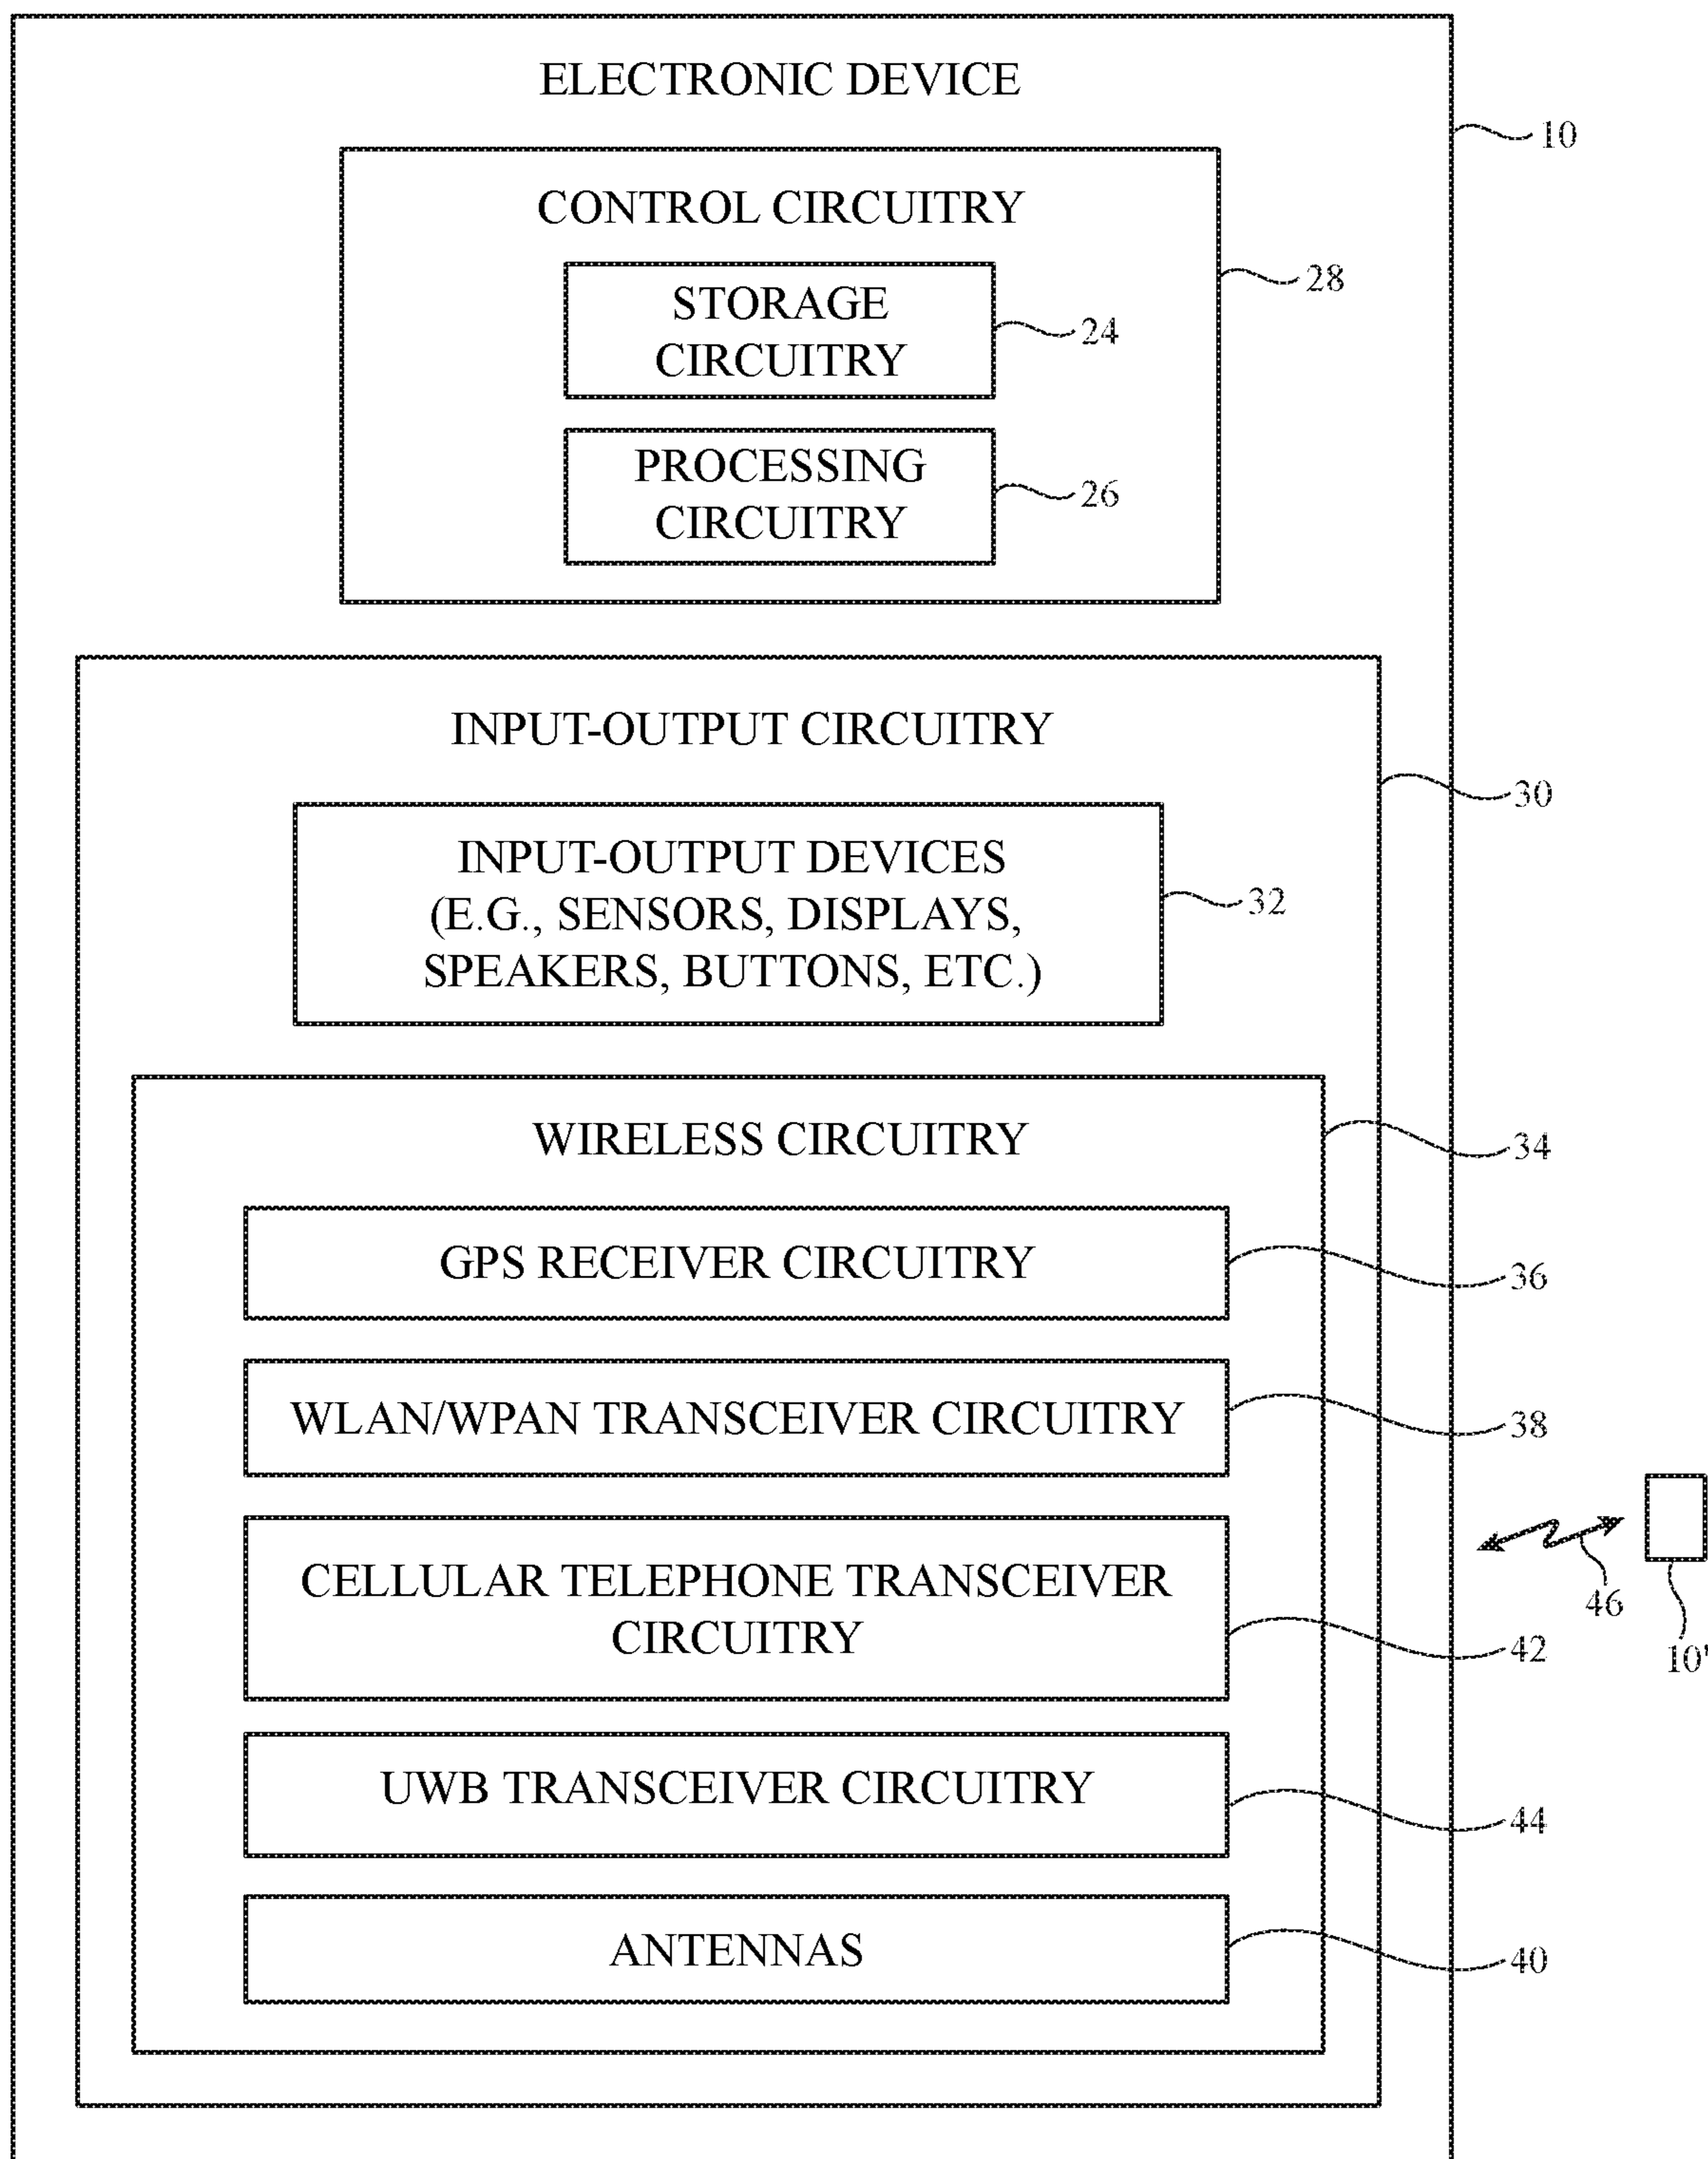 ELECTRONIC DEVICE
10
CONTROL CIRCUITRY
28
STORAGE
CIRCUITRY
24
PROCESSING
CIRCUITRY
26
INPUT-OUTPUT CIRCUITRY
30
INPUT-OUTPUT DEVICES
(E.G., SENSORS, DISPLAYS,
SPEAKERS, BUTTONS, ETC.)
32
WIRELESS CIRCUITRY
34
GPS RECEIVER CIRCUITRY
36
WLAN/WPAN TRANSCEIVER CIRCUITRY
38
CELLULAR TELEPHONE TRANSCEIVER
CIRCUITRY
42
46
10'
UWB TRANSCEIVER CIRCUITRY
44
ANTENNAS
40